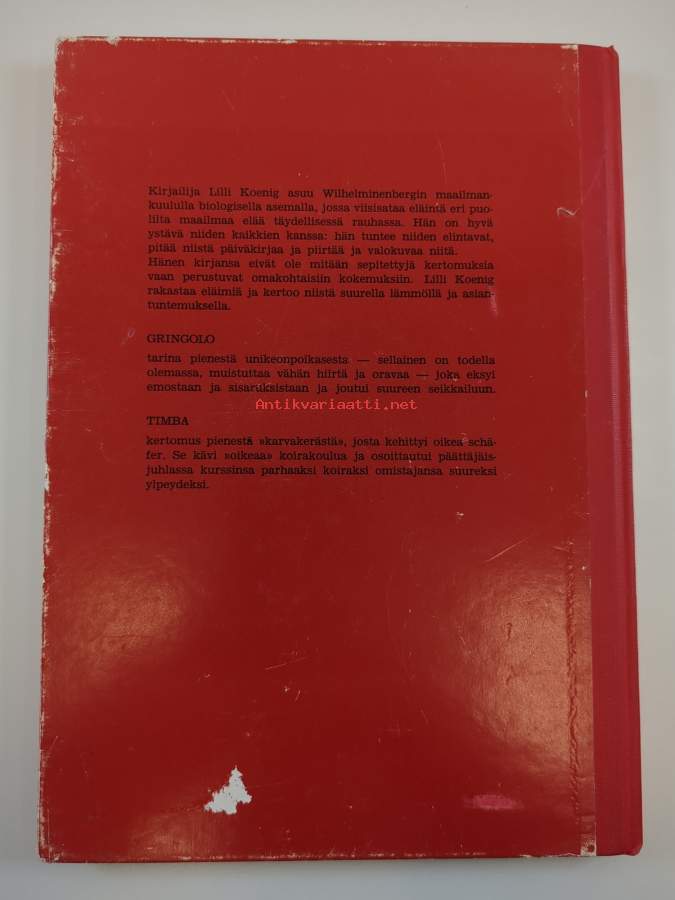 Kirjailija Lilli Koenig asuu Wilhelminenbergin maailman-
kuululla biologisella asemalla, jossa viisisataa eläintä eri puo-
lilta maailmaa elää täydellisessä rauhassa. Hän on hyvä
ystävä niiden kaikkien kanssa: hän tuntee niiden elintavat,
pitää niistä päiväkirjaa ja piirtää ja valokuvaa niitä.
Hänen kirjansa eivät ole mitään sepitettyjä kertomuksia
vaan perustuvat omakohtaisiin kokemuksiin. Lilli Koenig
rakastaa eläimiä ja kertoo niistä suurella lämmöllä ja asian-
tuntemuksella.
GRINGOLO
tarina pienestä unikeonpoikasesta — sellainen on todella
olemassa, muistuttaa vähän hiirtä ja oravaa — joka eksyi
emostaan ja sisaruksistaan ja joutui suureen seikkailuun.
Antikvariaatti.net
TIMBA
kertomus pienestä »karvakerästä», josta kehittyi oikea schä-
fer. Se kävi »oikeaa» koirakoulua ja osoittautui päättäjäis-
juhlassa kurssinsa parhaaksi koiraksi omistajansa suureksi
ylpeydeksi.